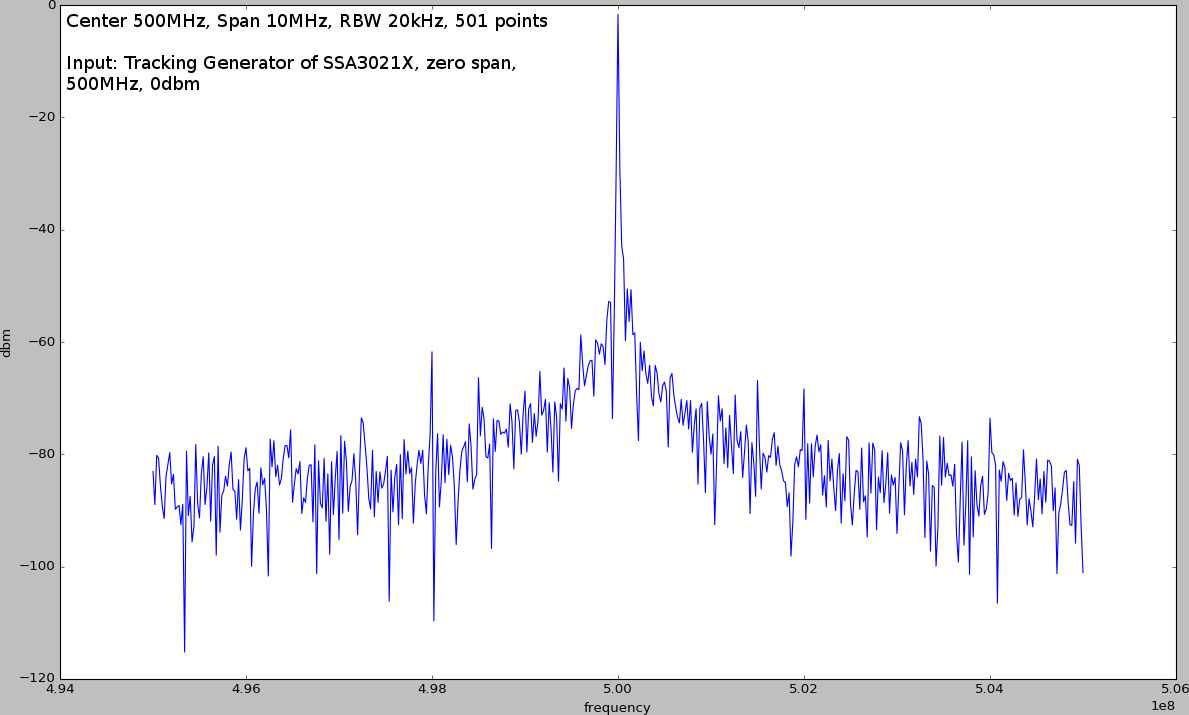 Center 500MHz, Span 10MHz, RBW 20kHz, 501 points
Input: Tracking Generator of SSA3021X, zero span,
500MHz, 0dbm
0
−20
−40
−60
−80
−100
−120
dbm
4.94
4.96
4.98
5.00
5.02
5.04
5.06
1e8
frequency